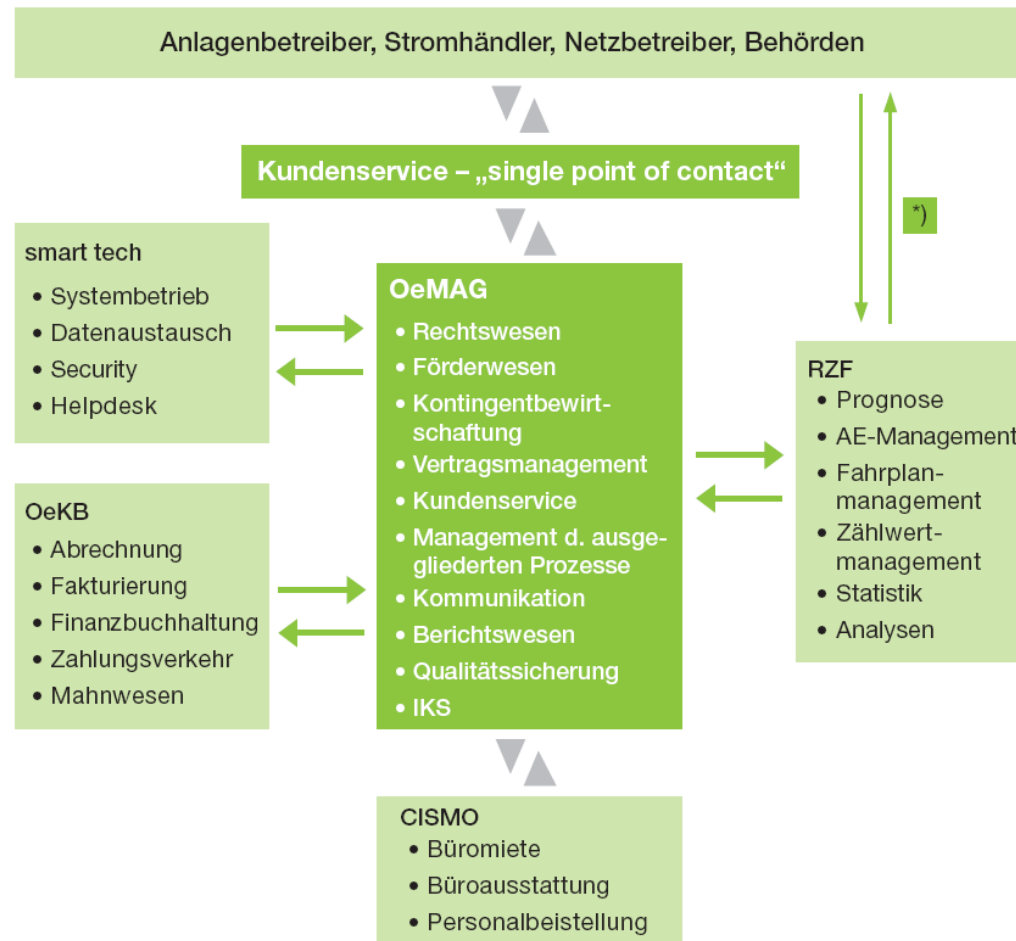 Anlagenbetreiber, Stromhändler, Netzbetreiber, Behörden
Kundenservice – „single point of contact“
*)
smart tech
• Systembetrieb
• Datenaustausch
• Security
• Helpdesk
OeKB
• Abrechnung
• Fakturierung
• Finanzbuchhaltung
• Zahlungsverkehr
• Mahnwesen
OeMAG
• Rechtswesen
• Förderwesen
• Kontingentbewirt-
schaftung
• Vertragsmanagement
• Kundenservice
• Management d. ausge-
gliederten Prozesse
• Kommunikation
• Berichtswesen
• Qualitätssicherung
• IKS
RZF
• Prognose
• AE-Management
• Fahrplan-
management
• Zählwert-
management
• Statistik
• Analysen
CISMO
• Büromiete
• Büroausstattung
• Personalbeistellung